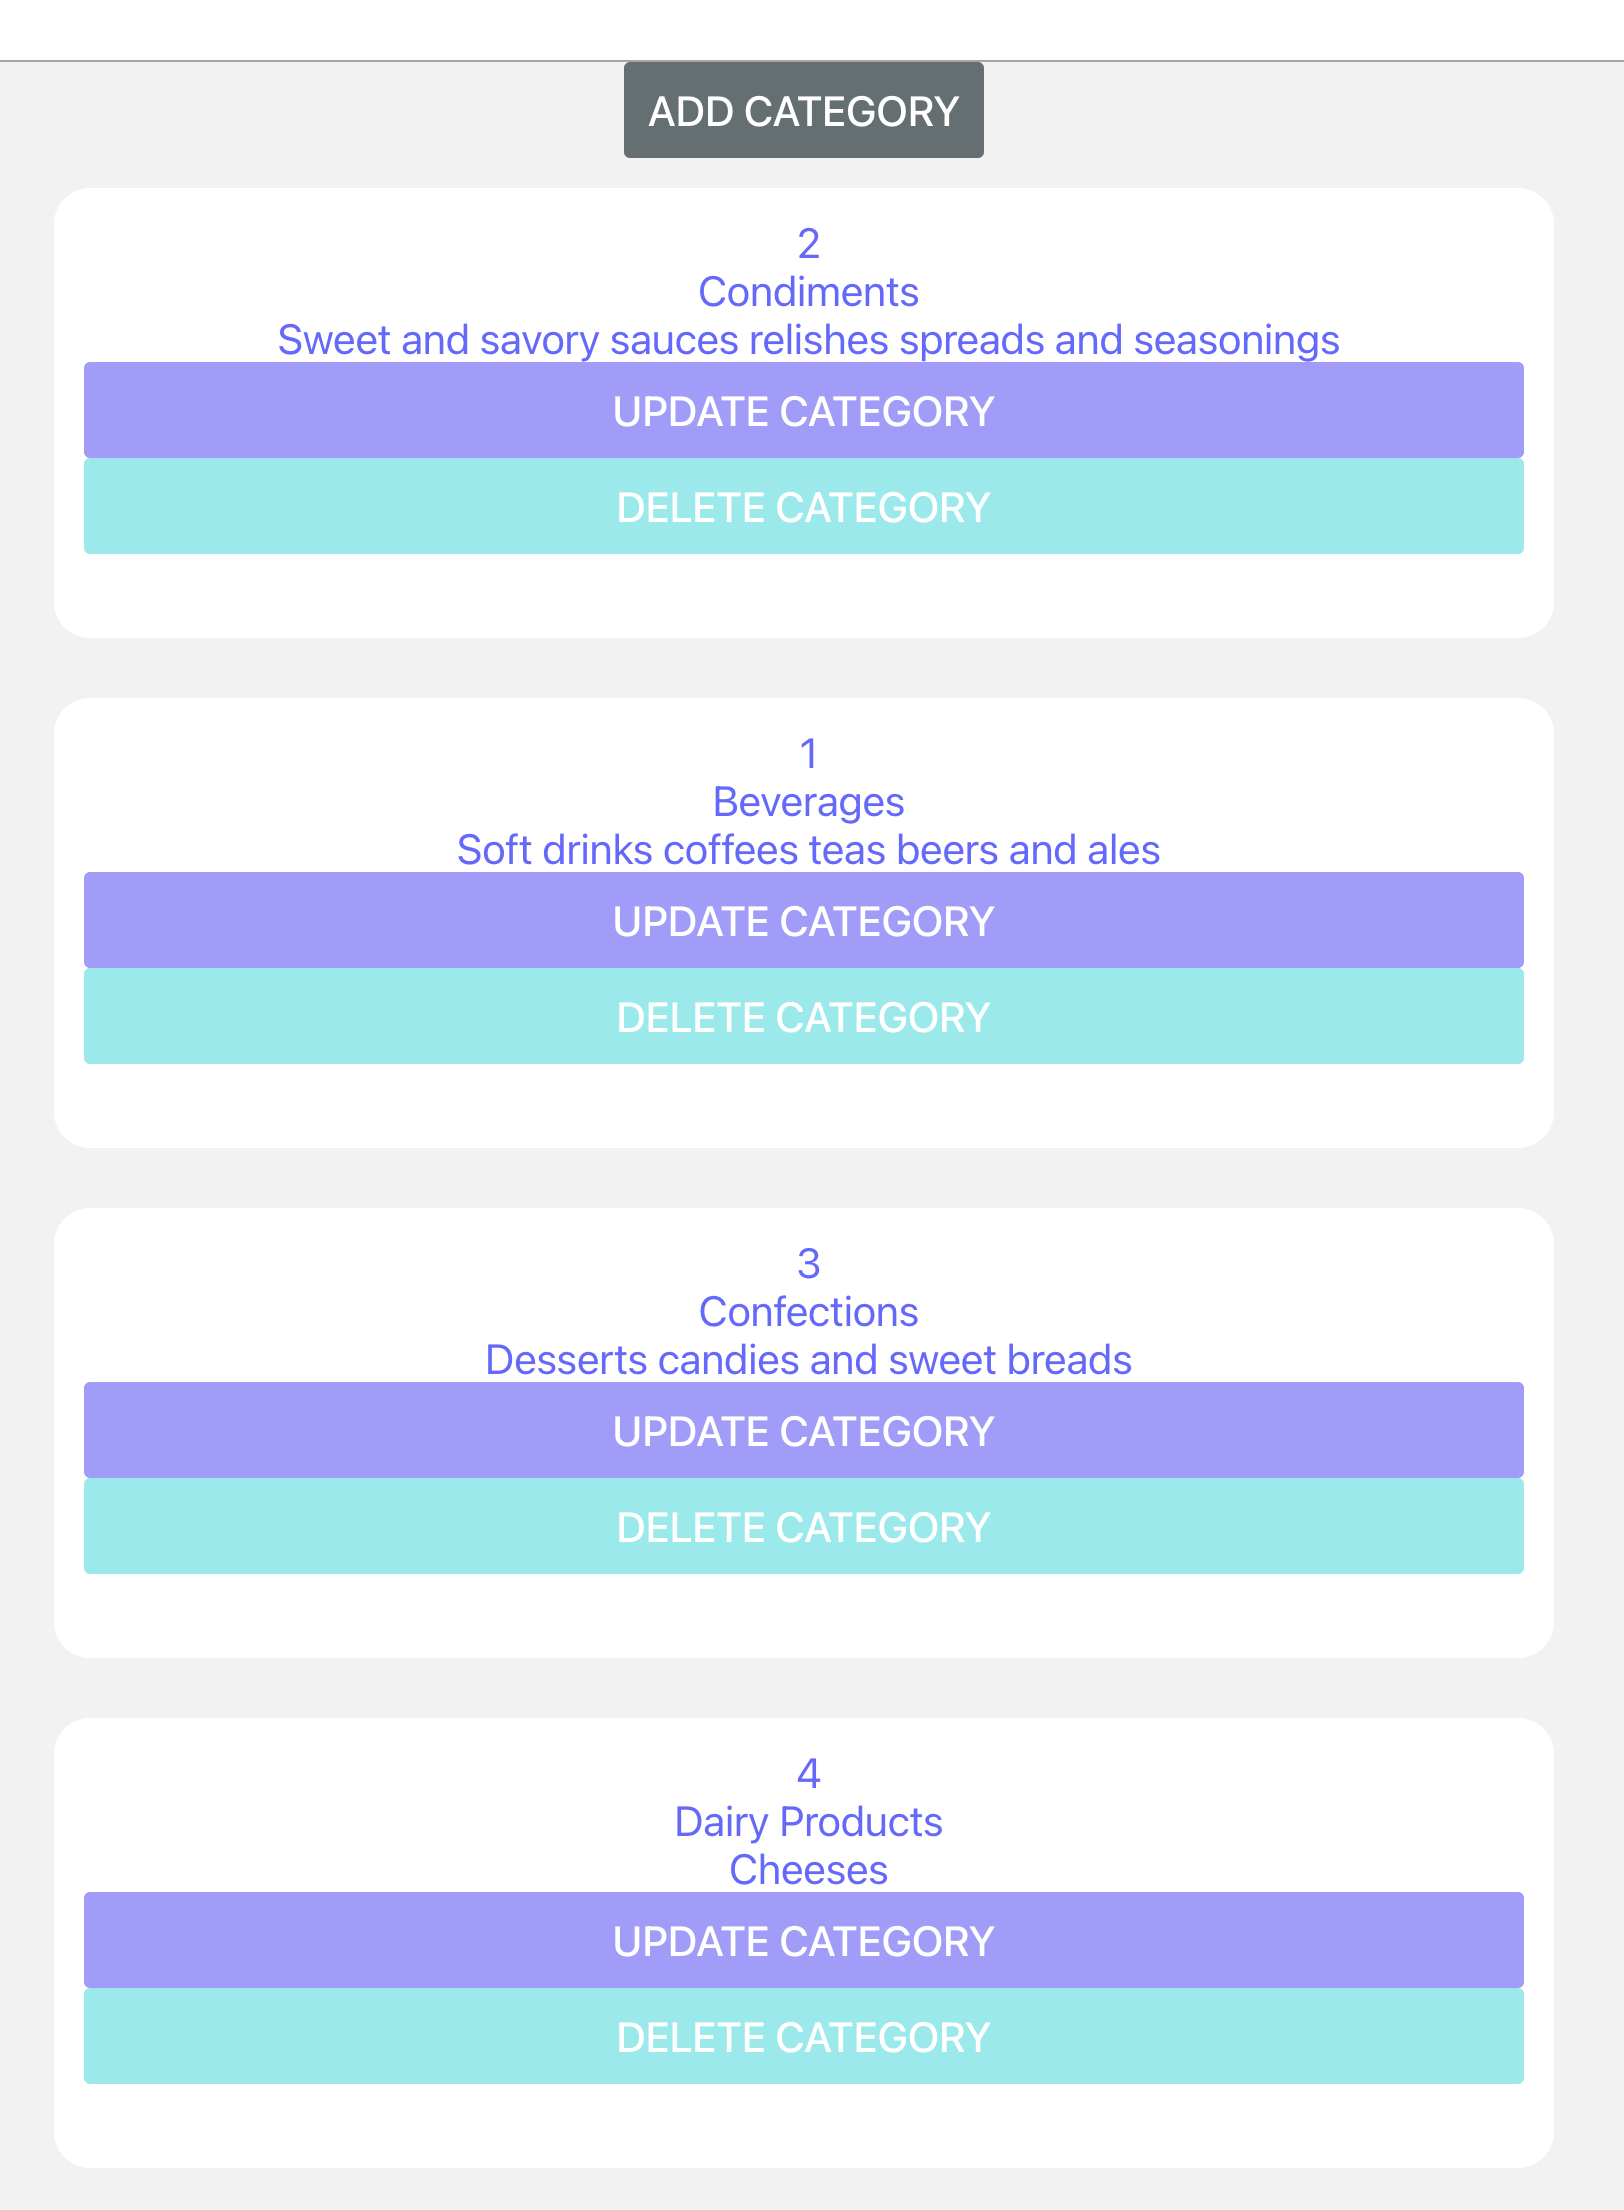 ADD CATEGORY
2
Condiments
Sweet and savory sauces relishes spreads and seasonings
UPDATE CATEGORY
DELETE CATEGORY
1
Beverages
Soft drinks coffees teas beers and ales
UPDATE CATEGORY
DELETE CATEGORY
3
Confections
Desserts candies and sweet breads
UPDATE CATEGORY
DELETE CATEGORY
4
Dairy Products
Cheeses
UPDATE CATEGORY
DELETE CATEGORY